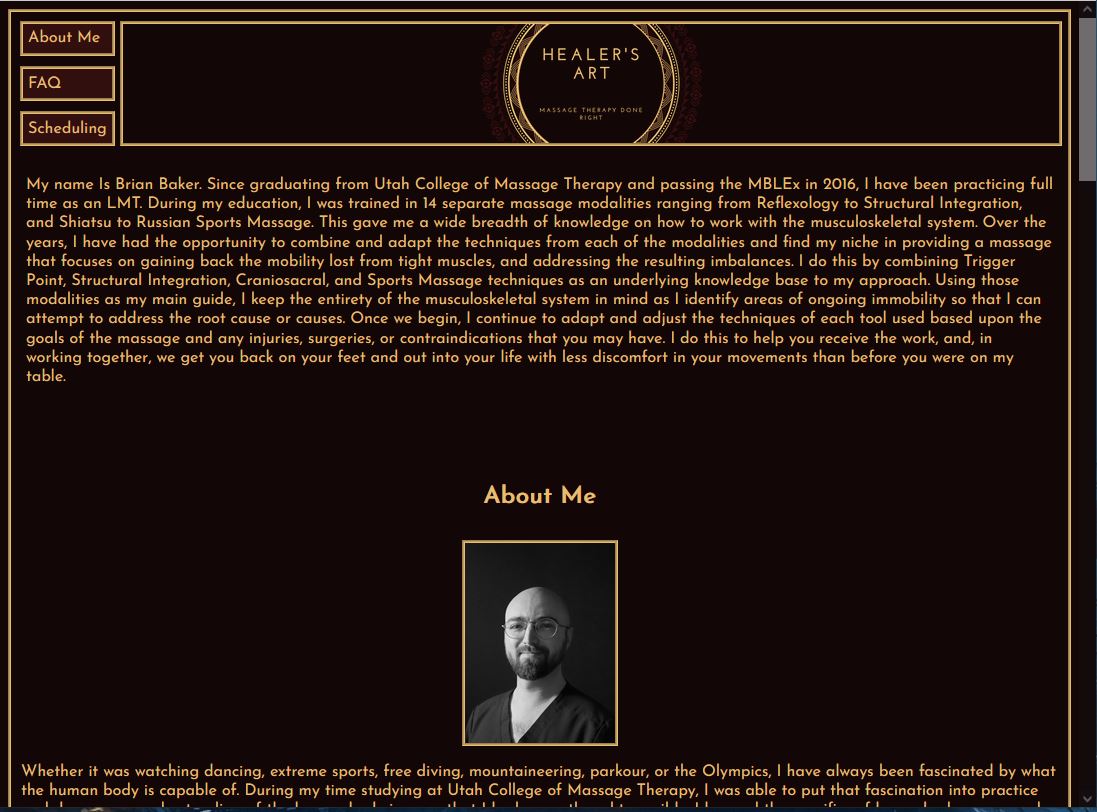 About Me
FAQ
Scheduling
HEALER'S
ART
MASSAGE THERAPY DONE
RIGHT
My name Is Brian Baker. Since graduating from Utah College of Massage Therapy and passing the MBLEx in 2016, I have been practicing full
time as an LMT. During my education, I was trained in 14 separate massage modalities ranging from Reflexology to Structural Integration,
and Shiatsu to Russian Sports Massage. This gave me a wide breadth of knowledge on how to work with the musculoskeletal system. Over the
years, I have had the opportunity to combine and adapt the techniques from each of the modalities and find my niche in providing a massage
that focuses on gaining back the mobility lost from tight muscles, and addressing the resulting imbalances. I do this by combining Trigger
Point, Structural Integration, Craniosacral, and Sports Massage techniques as an underlying knowledge base to my approach. Using those
modalities as my main guide, I keep the entirety of the musculoskeletal system in mind as I identify areas of ongoing immobility so that I can
attempt to address the root cause or causes. Once we begin, I continue to adapt and adjust the techniques of each tool used based upon the
goals of the massage and any injuries, surgeries, or contraindications that you may have. I do this to help you receive the work, and, in
working together, we get you back on your feet and out into your life with less discomfort in your movements than before you were on my
table.
About Me
Whether it was watching dancing, extreme sports, free diving, mountaineering, parkour, or the Olympics, I have always been fascinated by what
the human body is capable of. During my time studying at Utah College of Massage Therapy, I was able to put that fascination into practice